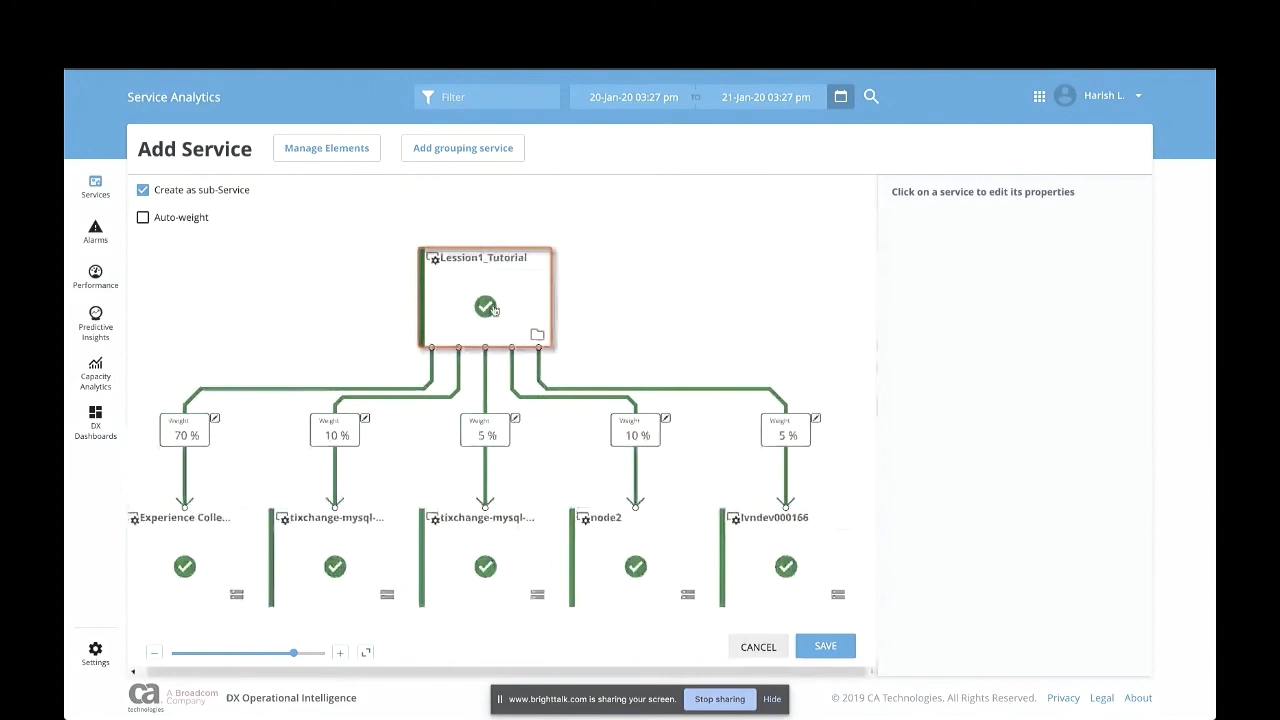 Service Analytics
Filter
20-Jan-20 03:27 pm TO 21-Jan-20 03:27 pm
Harish L.
Add Service
Manage Elements
Add grouping service
Services
Alarms
Performance
Predictive
Insights
Capacity
Analytics
DX
Dashboards
Settings
Create as sub-Service
Auto-weight
Click on a service to edit its properties
Lession1_Tutorial
Weight
70 %
Weight
10 %
Weight
5 %
Weight
10 %
Weight
5 %
Experience Colle...
tixchange-mysql-...
tixchange-mysql-...
node2
lvndev000166
CANCEL
SAVE
ca
technologies
A Broadcom
Company
DX Operational Intelligence
www.brighttalk.com is sharing your screen.
Stop sharing
Hide
© 2019 CA Technologies. All Rights Reserved.
Privacy
Legal
About